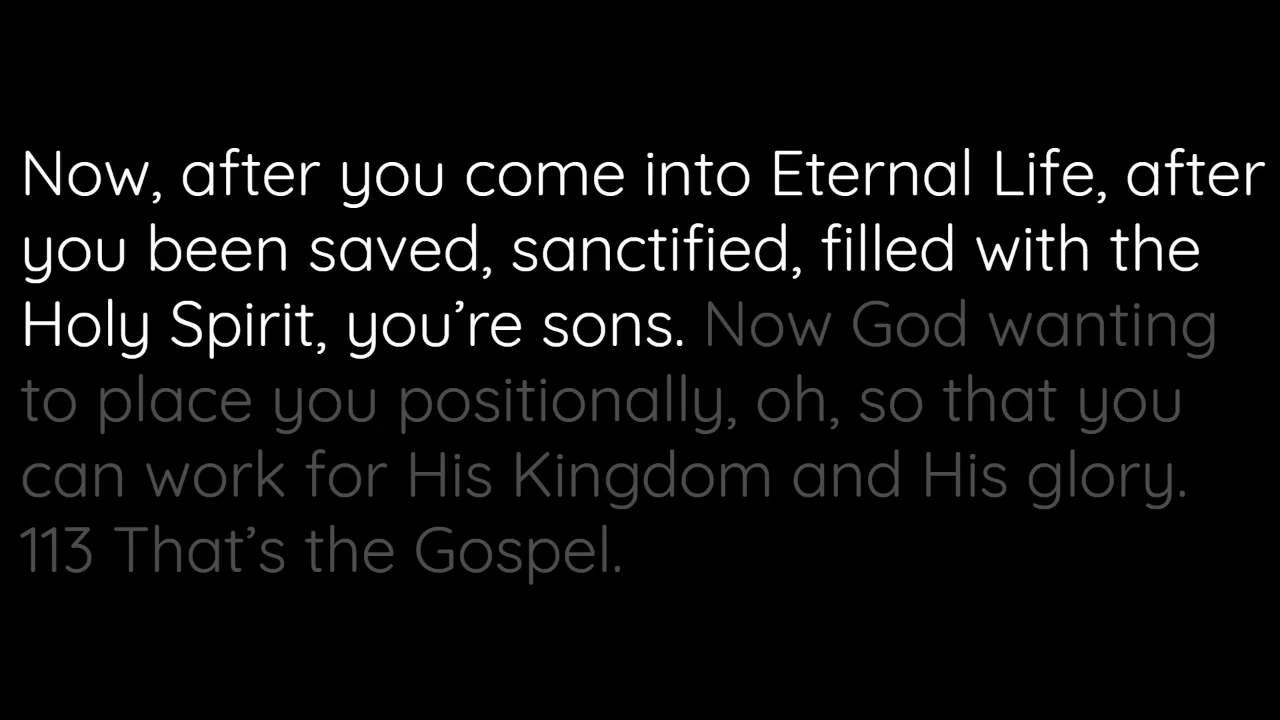 Now, after you come into Eternal Life, after
you been saved, sanctified, filled with the
Holy Spirit, you’re sons. Now God wanting
to place you positionally, oh, so that you
can work for His Kingdom and His glory.
113 That’s the Gospel.